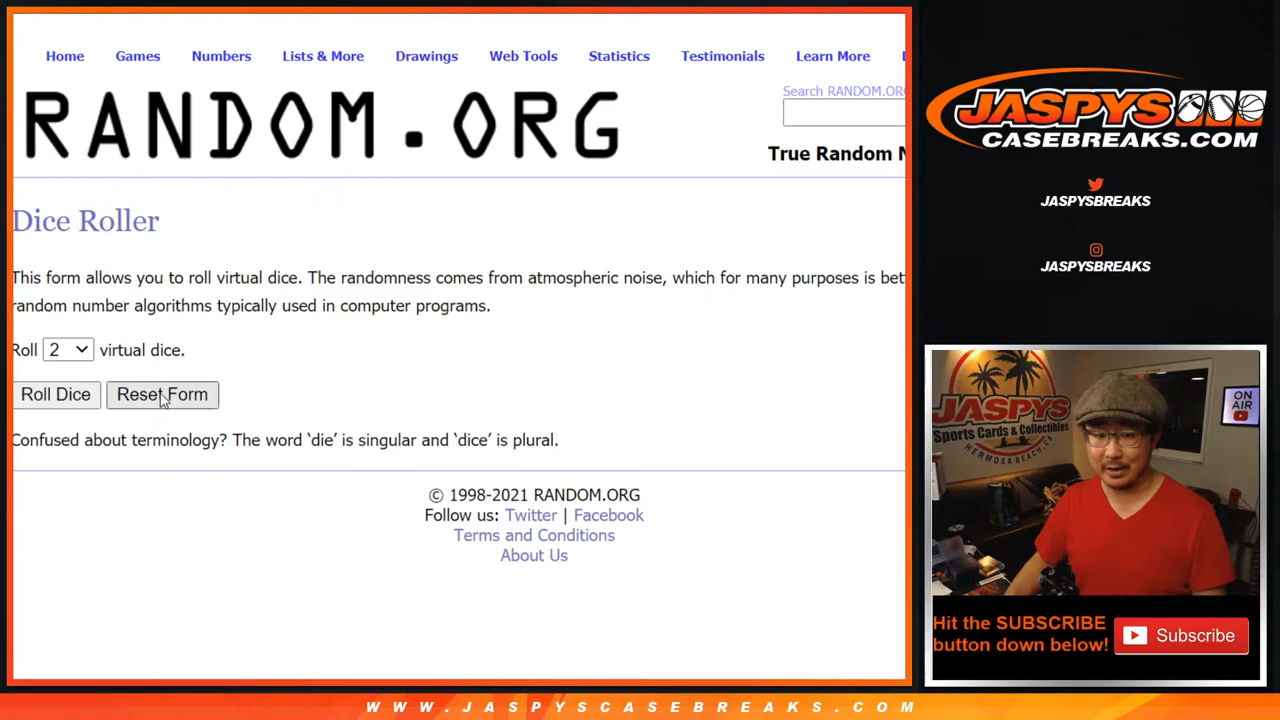 Home Games Numbers Lists & More Drawings Web Tools Statistics Testimonials Learn More
RANDOM.ORG
Search RANDOM.ORG
True Random N
Dice Roller
This form allows you to roll virtual dice. The randomness comes from atmospheric noise, which for many purposes is bet
random number algorithms typically used in computer programs.
Roll 2 virtual dice.
Roll Dice Reset Form
Confused about terminology? The word ‘die’ is singular and ‘dice’ is plural.
© 1998-2021 RANDOM.ORG
Follow us: Twitter | Facebook
Terms and Conditions
About Us
JASPYS
CASEBREAKS.COM
JASPYSBREAKS
JASPYSBREAKS
JASPYS
Sports Cards & Collectibles
HERMOSA BEACH, CA
ON
AIR
Hit the SUBSCRIBE
button down below!
Subscribe
WWW.JASPYSCASEBREAKS.COM